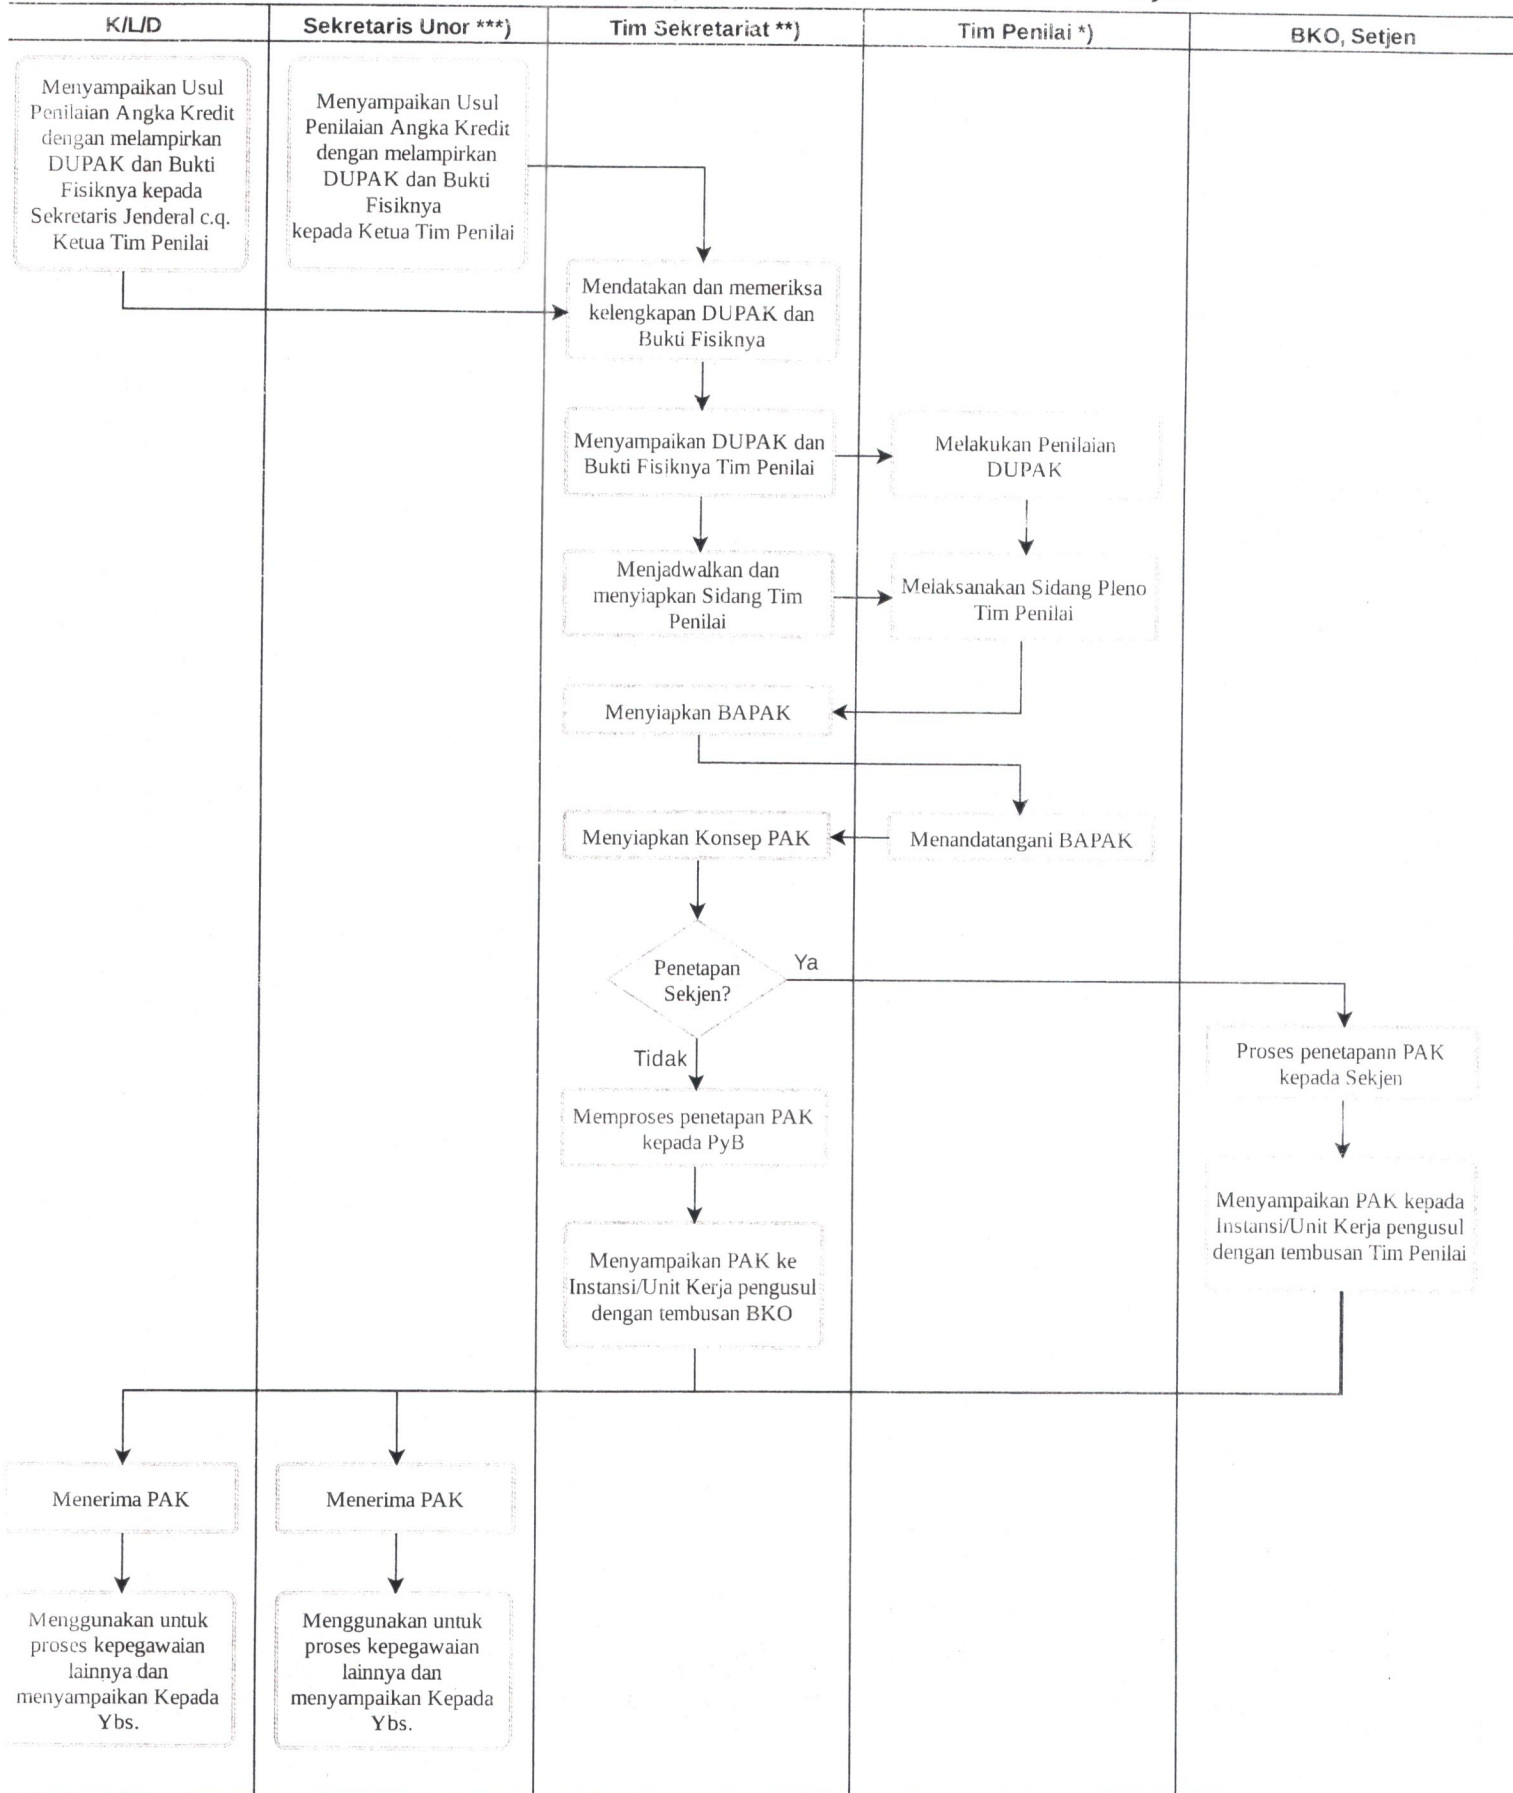 K/L/D
Sekretaris Unor ***)
Tim Sekretariat **)
Tim Penilai *)
BKO, Setjen
Menyampaikan Usul
Penilaian Angka Kredit
dengan melampirkan
DUPAK dan Bukti
Fisiknya kepada
Sekretaris Jenderal c.q.
Ketua Tim Penilai
Menyampaikan Usul
Penilaian Angka Kredit
dengan melampirkan
DUPAK dan Bukti
Fisiknya
kepada Ketua Tim Penilai
Mendatakan dan memeriksa
kelengkapan DUPAK dan
Bukti Fisiknya
Menyampaikan DUPAK dan
Bukti Fisiknya Tim Penilai
Melakukan Penilaian
DUPAK
Menjadwalkan dan
menyiapkan Sidang Tim
Penilai
Melaksanakan Sidang Pleno
Tim Penilai
Menyiapkan BAPAK
Menyiapkan Konsep PAK
Menandatangani BAPAK
Penetapan
Sekjen?
Ya
Tidak
Proses penetapann PAK
kepada Sekjen
Memproses penetapan PAK
kepada PyB
Menyampaikan PAK kepada
Instansi/Unit Kerja pengusul
dengan tembusan Tim Penilai
Menyampaikan PAK ke
Instansi/Unit Kerja pengusul
dengan tembusan BKO
Menerima PAK
Menerima PAK
Menggunakan untuk
proses kepegawaian
lainnya dan
menyampaikan Kepada
Ybs.
Menggunakan untuk
proses kepegawaian
lainnya dan
menyampaikan Kepada
Ybs.